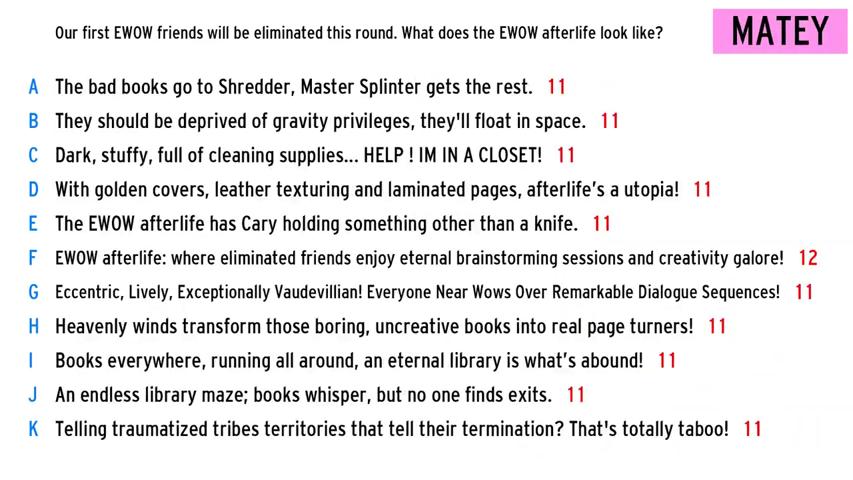 Our first EWOW friends will be eliminated this round. What does the EWOW afterlife look like?
MATEY
A The bad books go to Shredder, Master Splinter gets the rest. 11
B They should be deprived of gravity privileges, they'll float in space. 11
C Dark, stuffy, full of cleaning supplies... HELP ! IM IN A CLOSET! 11
D With golden covers, leather texturing and laminated pages, afterlife's a utopia! 11
E The EWOW afterlife has Cary holding something other than a knife. 11
F EWOW afterlife: where eliminated friends enjoy eternal brainstorming sessions and creativity galore! 12
G Eccentric, Lively, Exceptionally Vaudevillian! Everyone Near Wows Over Remarkable Dialogue Sequences! 11
H Heavenly winds transform those boring, uncreative books into real page turners! 11
I Books everywhere, running all around, an eternal library is what's abound! 11
J An endless library maze; books whisper, but no one finds exits. 11
K Telling traumatized tribes territories that tell their termination? That's totally taboo! 11